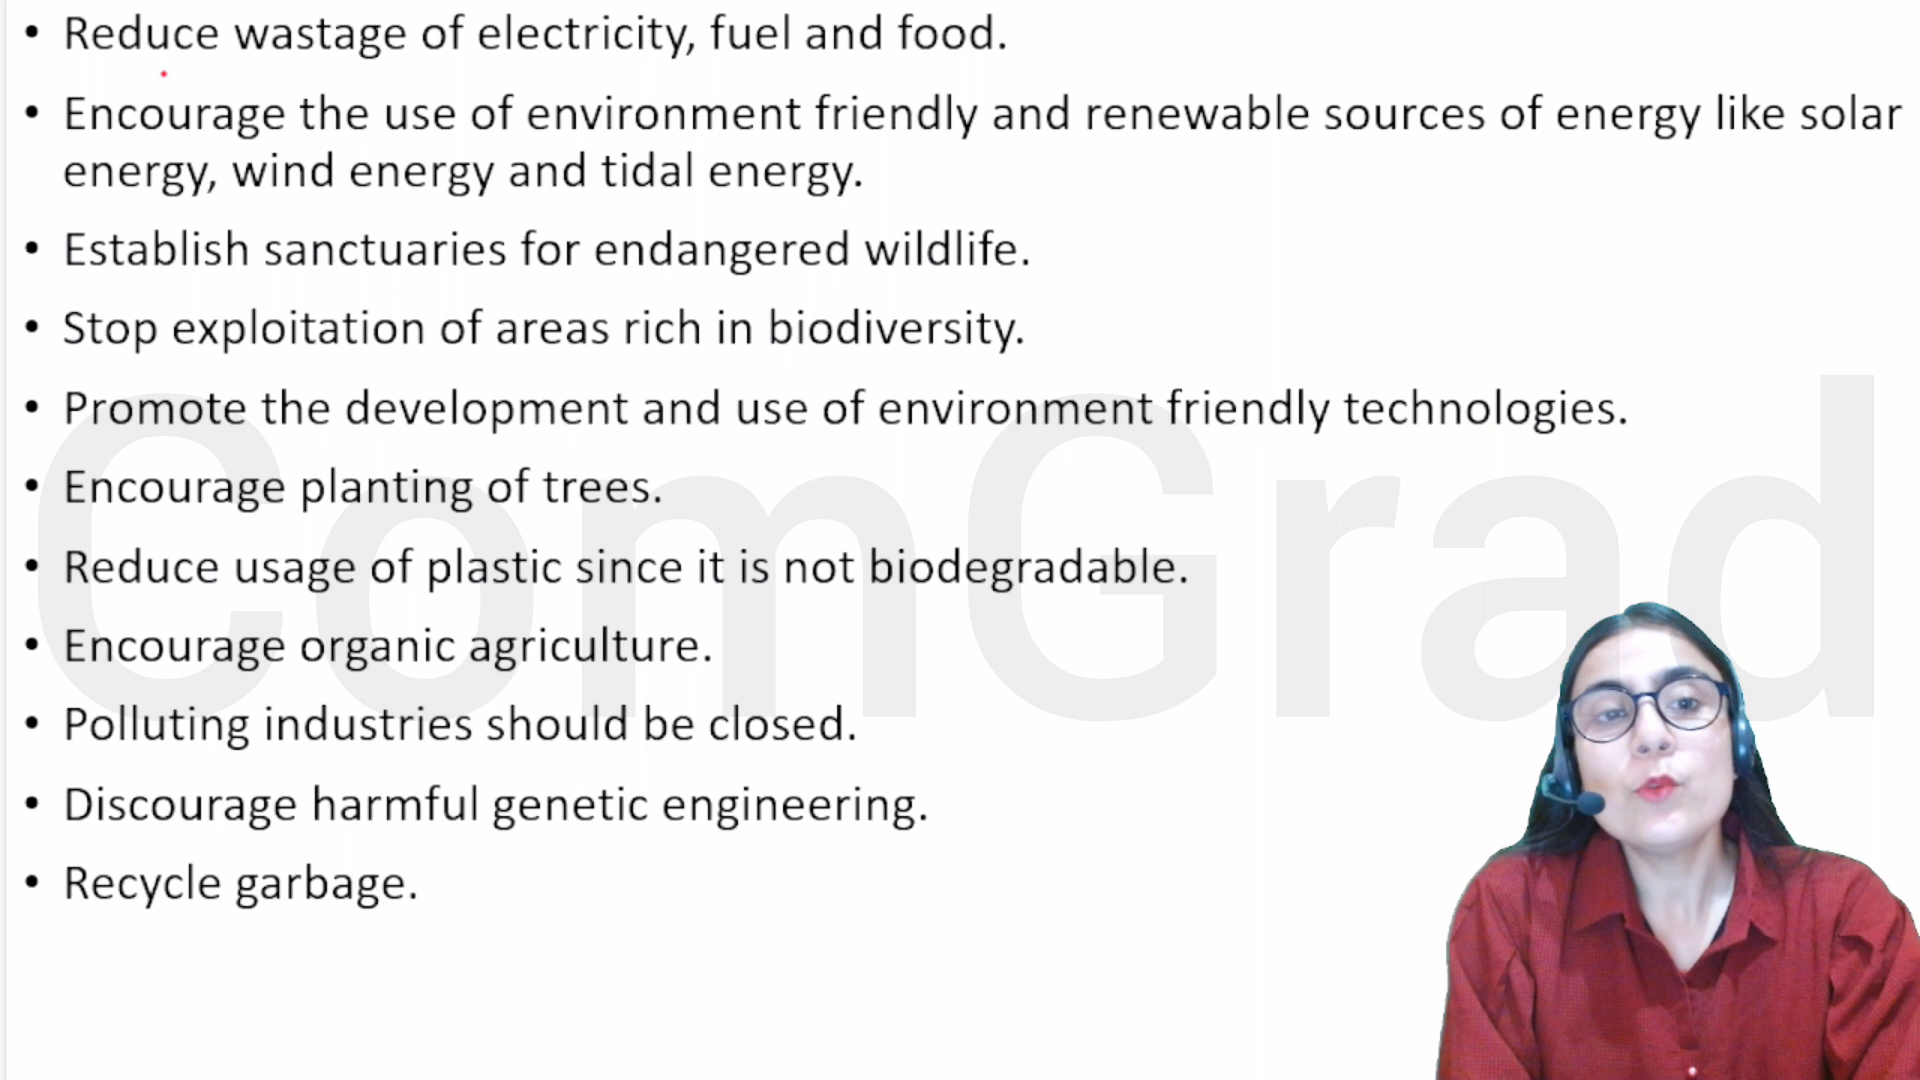 • Reduce wastage of electricity, fuel and food.
• Encourage the use of environment friendly and renewable sources of energy like solar
energy, wind energy and tidal energy.
• Establish sanctuaries for endangered wildlife.
• Stop exploitation of areas rich in biodiversity.
• Promote the development and use of environment friendly technologies.
• Encourage planting of trees.
• Reduce usage of plastic since it is not biodegradable.
• Encourage organic agriculture.
• Polluting industries should be closed.
• Discourage harmful genetic engineering.
• Recycle garbage.
ComGrad